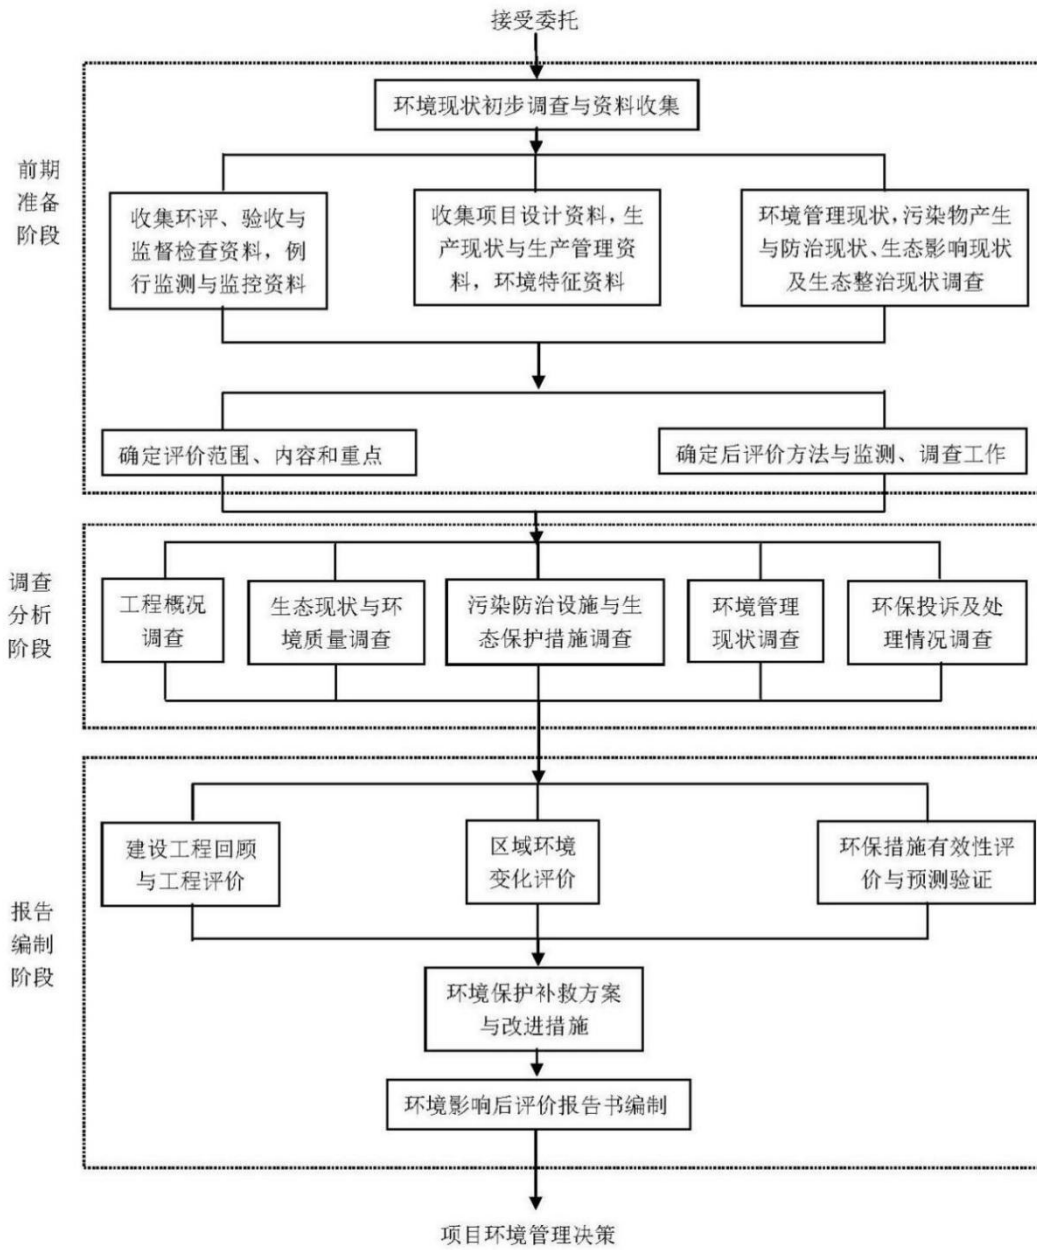 接受委托
环境现状初步调查与资料收集
前期
准备
阶段
收集环评、验收与
监督检查资料，例
行监测与监控资料
收集项目设计资料，生
产现状与生产管理资
料，环境特征资料
环境管理现状，污染物产生
与防治现状、生态影响现状
及生态整治现状调查
确定评价范围、内容和重点
确定后评价方法与监测、调查工作
调查
分析
阶段
工程概况
调查
生态现状与环
境质量调查
污染防治设施与生
态保护措施调查
环境管理
现状调查
环保投诉及处
理情况调查
报告
编制
阶段
建设工程回顾
与工程评价
区域环境
变化评价
环保措施有效性评
价与预测验证
环境保护补救方案
与改进措施
环境影响后评价报告书编制
项目环境管理决策